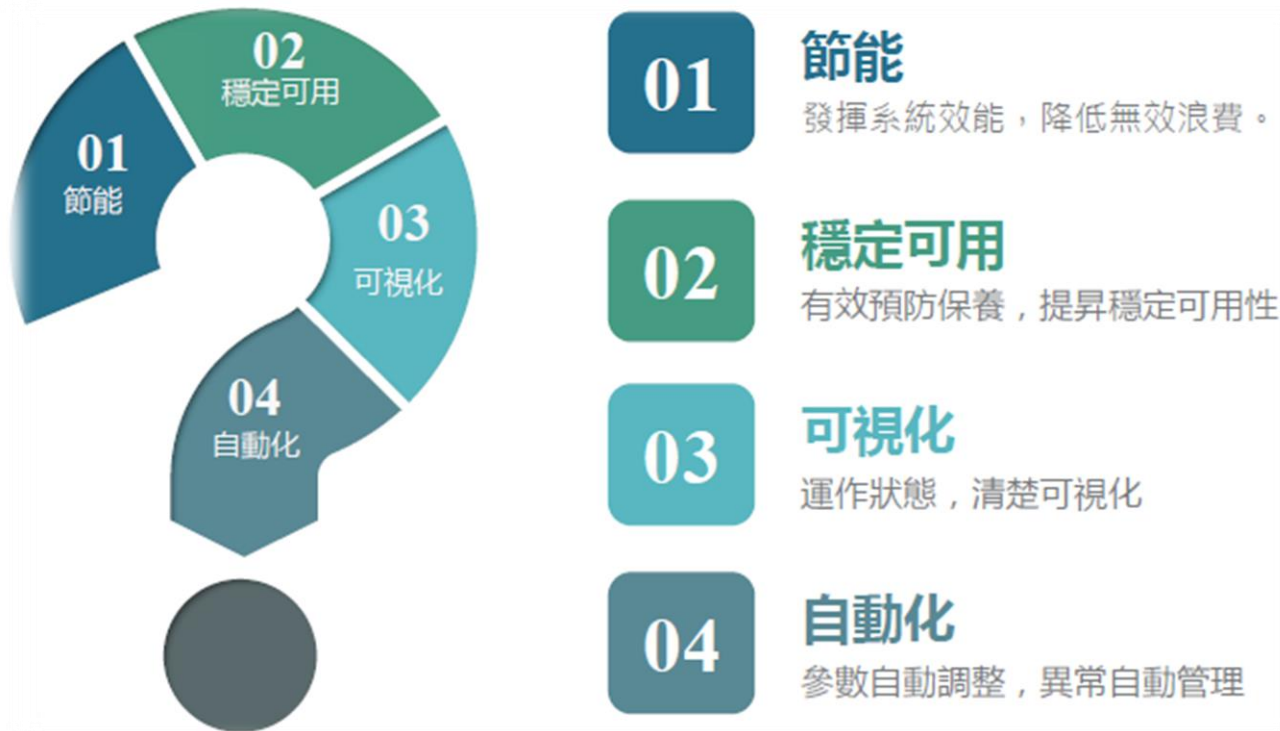 01
節能
02
穩定可用
03
可視化
04
自動化
01
節能
發揮系統效能，降低無效浪費。
02
穩定可用
有效預防保養，提昇穩定可用性
03
可視化
運作狀態，清楚可視化
04
自動化
參數自動調整，異常自動管理